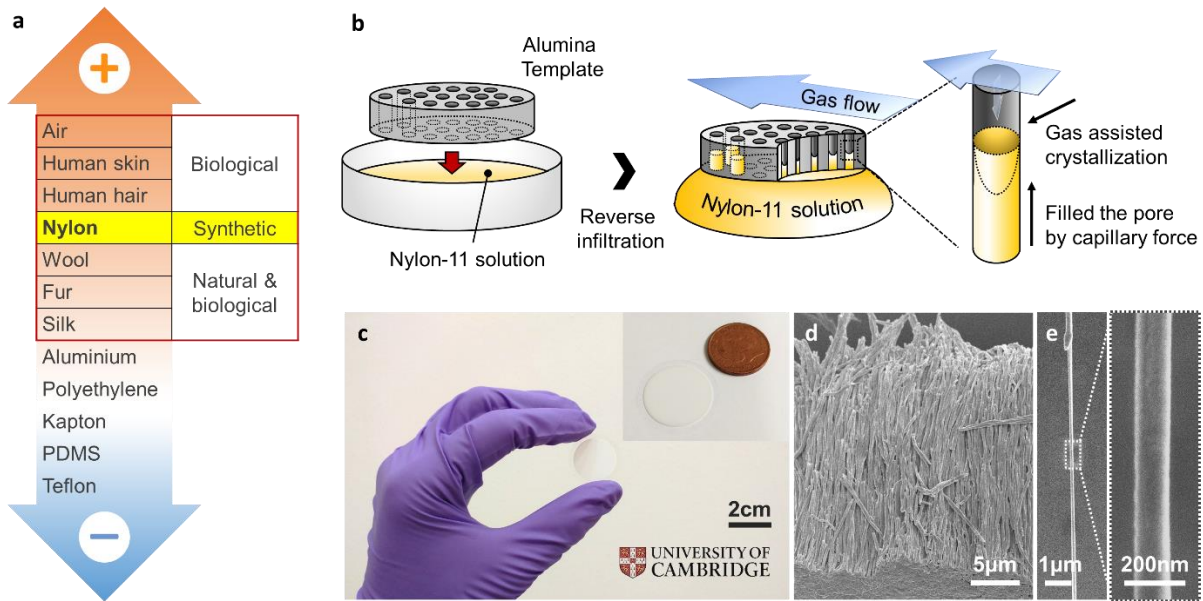 a
+
Air
Human skin
Human hair
Biological
Nylon
Synthetic
Wool
Fur
Silk
Natural &
biological
Aluminium
Polyethylene
Kapton
PDMS
Teflon
−
b
Alumina
Template
Nylon-11 solution
Reverse
infiltration
Gas flow
Nylon-11 solution
Gas assisted
crystallization
Filled the pore
by capillary force
c
2cm
UNIVERSITY OF
CAMBRIDGE
d
5μm
e
1μm
200nm